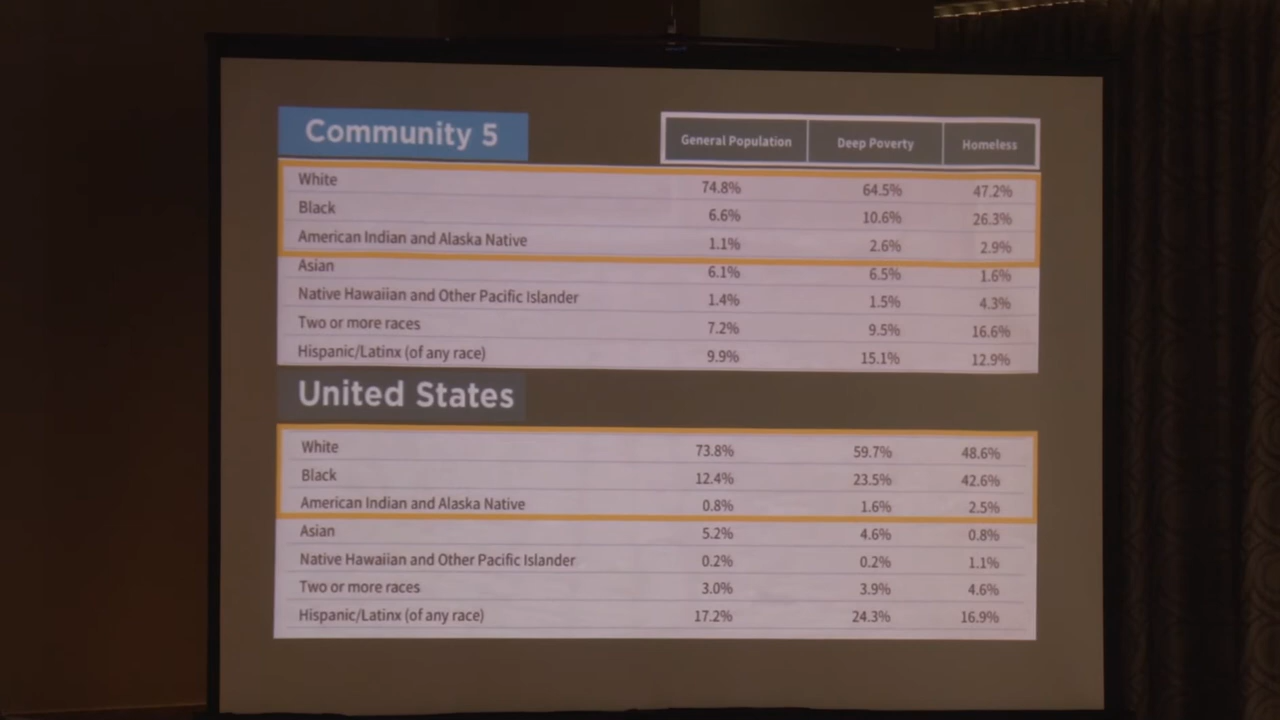 Community 5 General Population Deep Poverty Homeless
White 74.8% 64.5% 47.2%
Black 6.6% 10.6% 26.3%
American Indian and Alaska Native 1.1% 2.6% 2.9%
Asian 6.1% 6.5% 1.6%
Native Hawaiian and Other Pacific Islander 1.4% 1.5% 4.3%
Two or more races 7.2% 9.5% 16.6%
Hispanic/Latinx (of any race) 9.9% 15.1% 12.9%
United States
White 73.8% 59.7% 48.6%
Black 12.4% 23.5% 42.6%
American Indian and Alaska Native 0.8% 1.6% 2.5%
Asian 5.2% 4.6% 0.8%
Native Hawaiian and Other Pacific Islander 0.2% 0.2% 1.1%
Two or more races 3.0% 3.9% 4.6%
Hispanic/Latinx (of any race) 17.2% 24.3% 16.9%